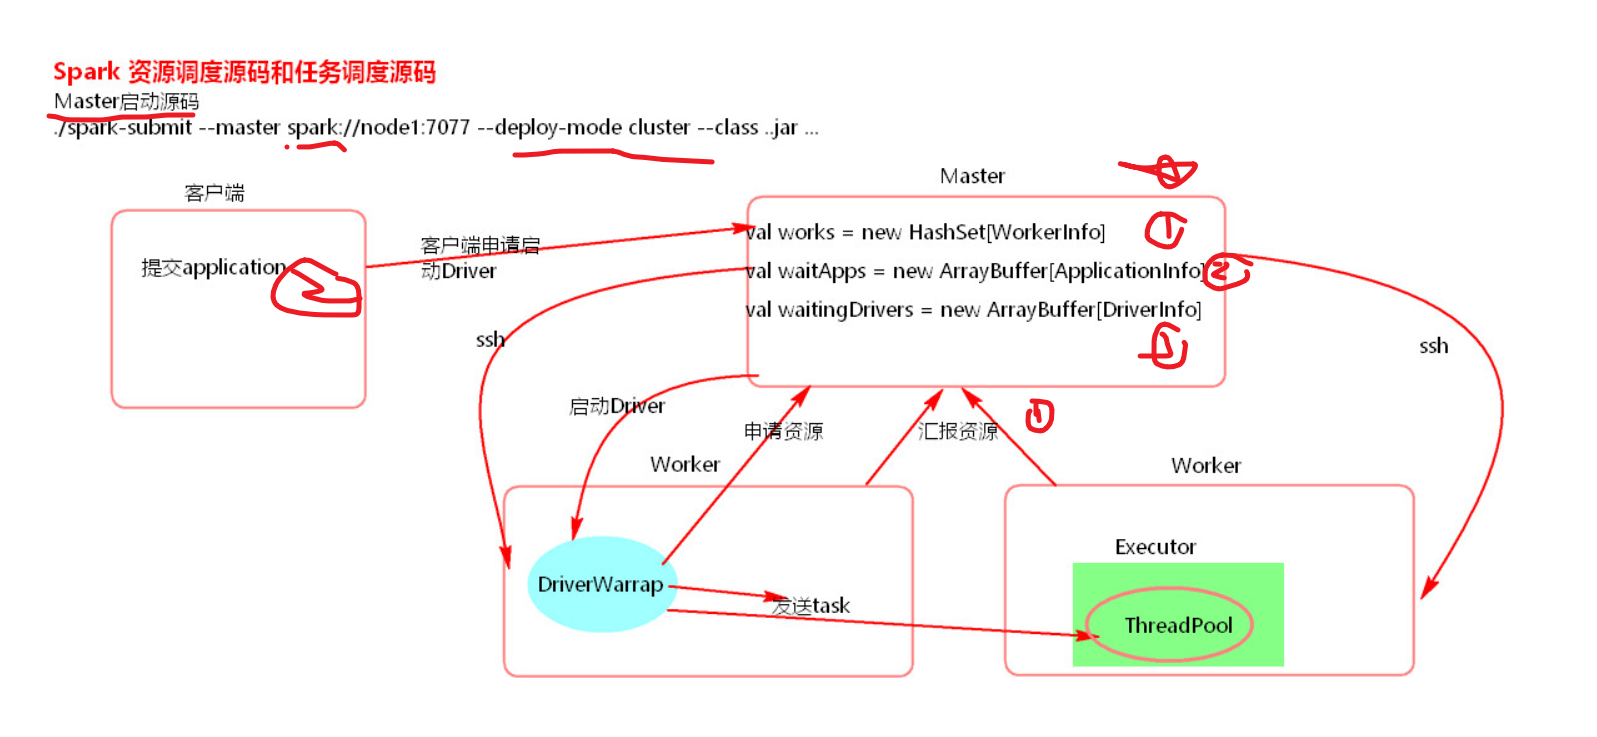 Spark 资源调度源码和任务调度源码
Master启动源码
./spark-submit --master spark://node1:7077 --deploy-mode cluster --class ..jar ...
客户端
Master
提交application
客户端申请启
动Driver
val works = new HashSet[WorkerInfo]
①
val waitApps = new ArrayBuffer[ApplicationInfo]
②
val waitingDrivers = new ArrayBuffer[DriverInfo]
ssh
ssh
启动Driver
申请资源
汇报资源
①
Worker
Worker
DriverWarrap
发送task
Executor
ThreadPool